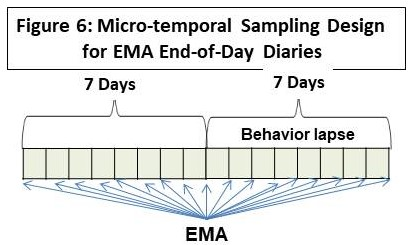 Figure 6: Micro-temporal Sampling Design
for EMA End-of-Day Diaries
7 Days
7 Days
Behavior lapse
EMA